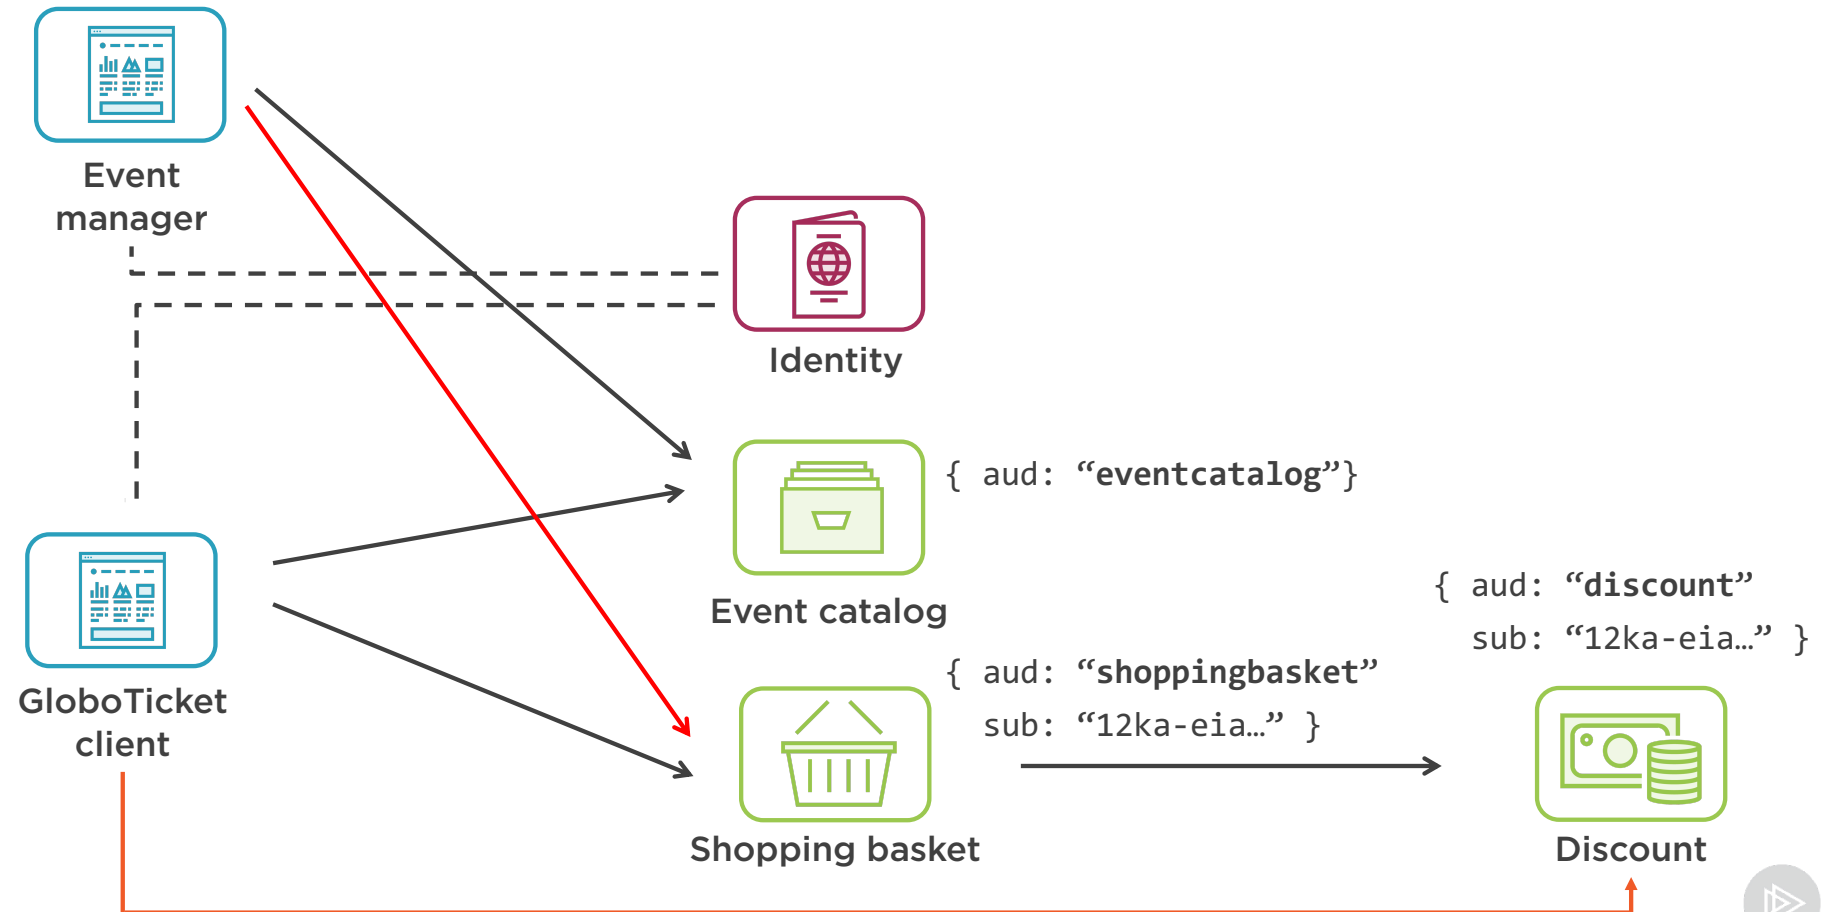 Event
manager
Identity
{ aud: “eventcatalog”}
Event catalog
{ aud: “discount”
sub: “12ka-eia…” }
GloboTicket
client
{ aud: “shoppingbasket”
sub: “12ka-eia…” }
Shopping basket
Discount